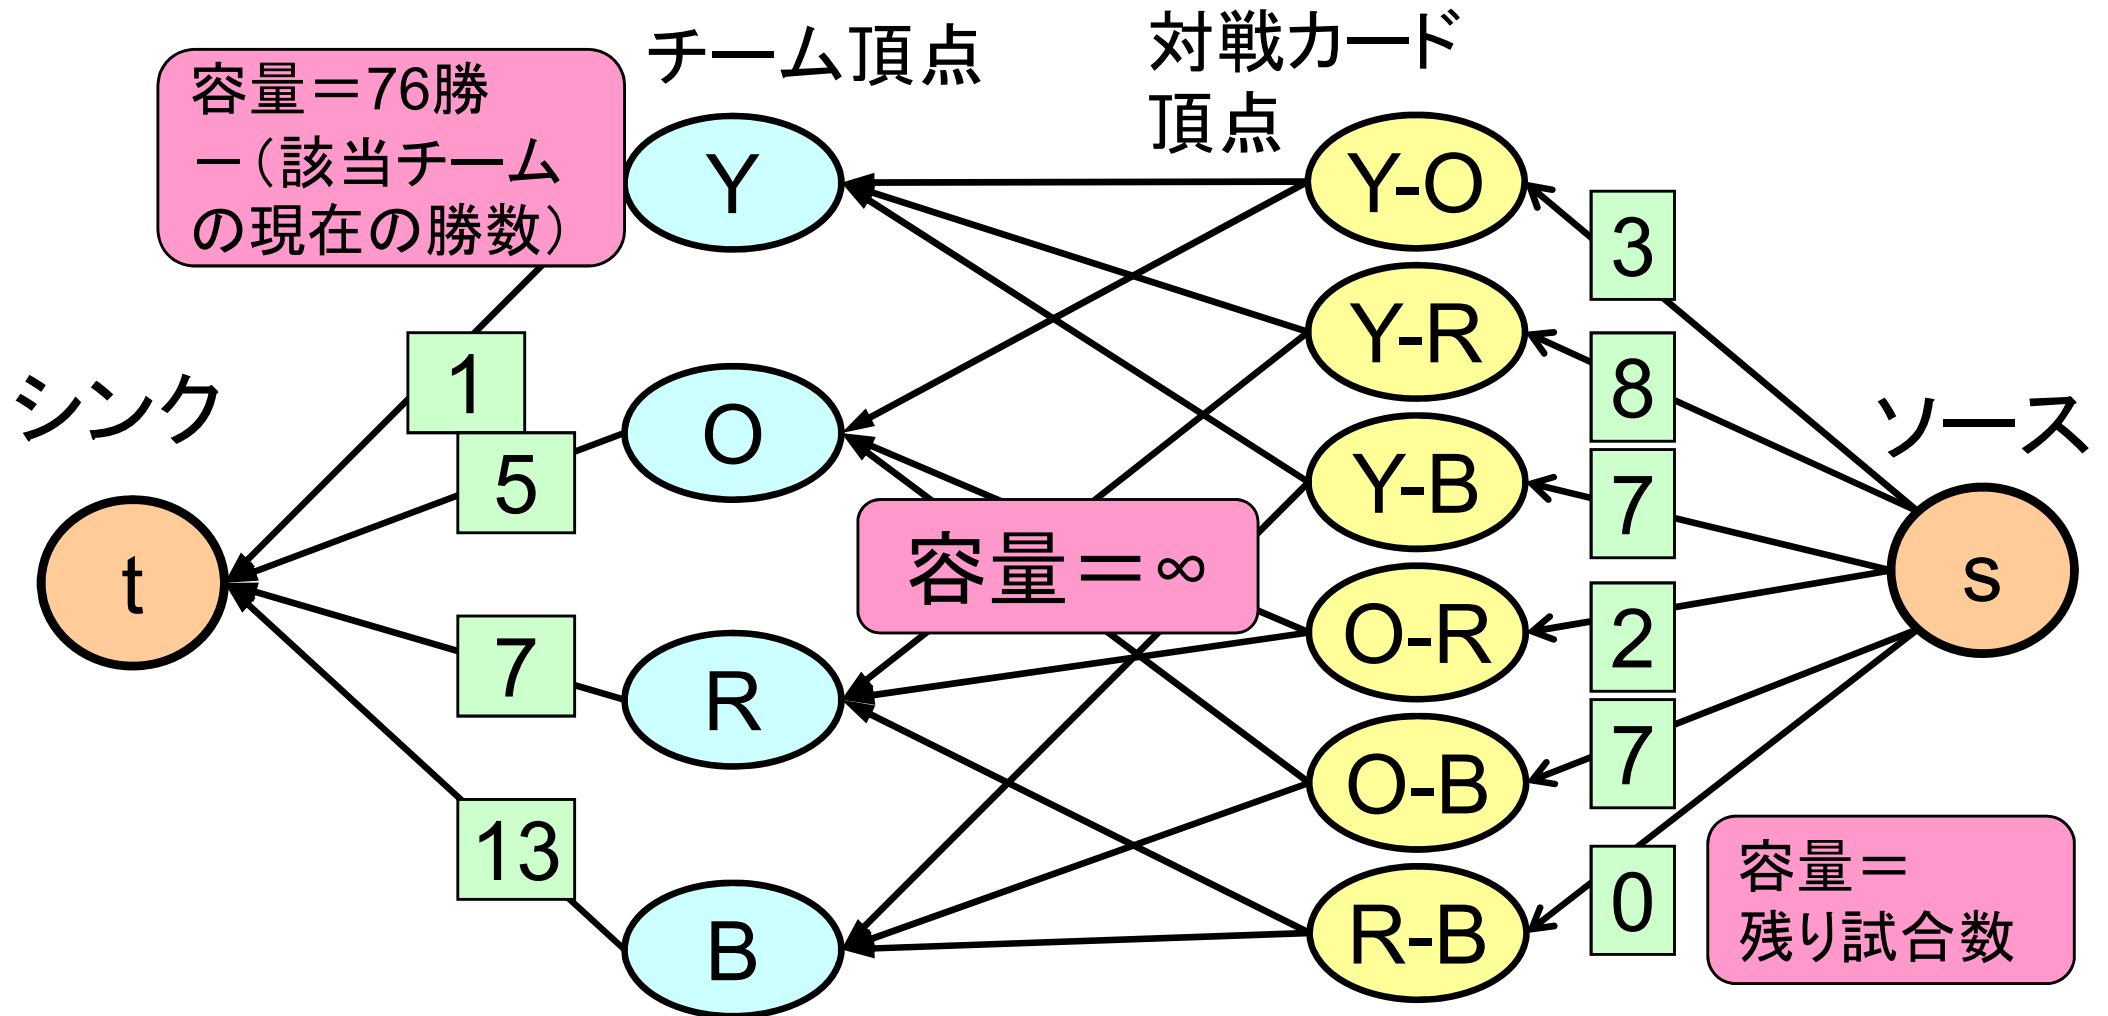 チーム頂点
対戦カード
頂点
容量＝76勝
－（該当チーム
の現在の勝数）
Y
O
R
B
Y-O
Y-R
Y-B
O-R
O-B
R-B
3
8
7
2
7
0
1
5
7
13
シンク
t
ソース
s
容量＝∞
容量＝
残り試合数